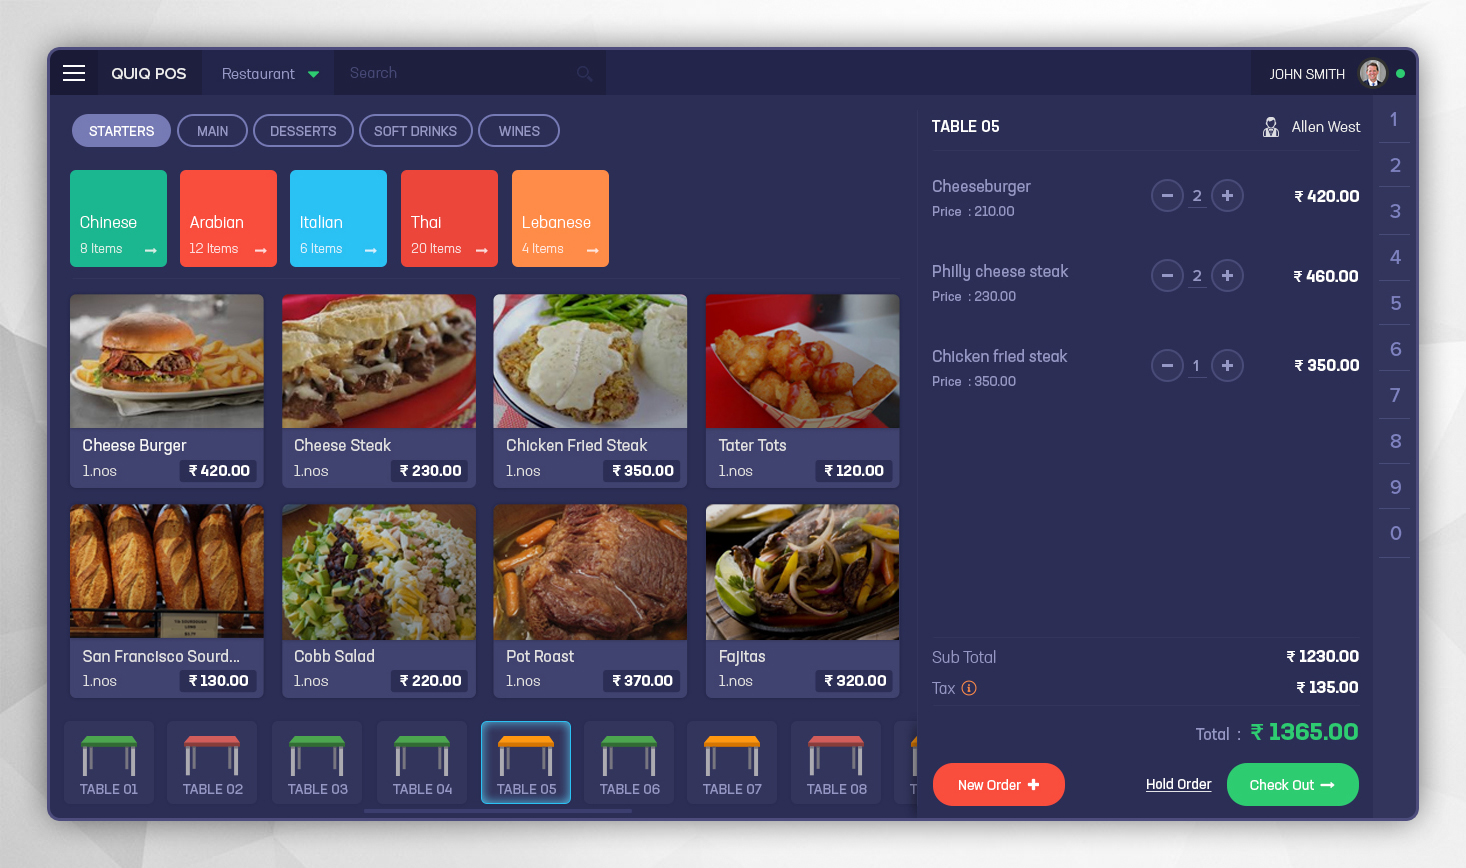 QUIQ POS Restaurant Search JOHN SMITH
STARTERS MAIN DESSERTS SOFT DRINKS WINES
Chinese
8 Items
Arabian
12 Items
Italian
6 Items
Thai
20 Items
Lebanese
4 Items
Cheese Burger
1.nos ₹ 420.00
Cheese Steak
1.nos ₹ 230.00
Chicken Fried Steak
1.nos ₹ 350.00
Tater Tots
1.nos ₹ 120.00
San Francisco Sourd...
1.nos ₹ 130.00
Cobb Salad
1.nos ₹ 220.00
Pot Roast
1.nos ₹ 370.00
Fajitas
1.nos ₹ 320.00
TABLE 01 TABLE 02 TABLE 03 TABLE 04 TABLE 05 TABLE 06 TABLE 07 TABLE 08
TABLE 05 Allen West
Cheeseburger
Price : 210.00
2 ₹ 420.00
Philly cheese steak
Price : 230.00
2 ₹ 460.00
Chicken fried steak
Price : 350.00
1 ₹ 350.00
Sub Total ₹ 1230.00
Tax ₹ 135.00
Total : ₹ 1365.00
New Order Hold Order Check Out
1
2
3
4
5
6
7
8
9
0